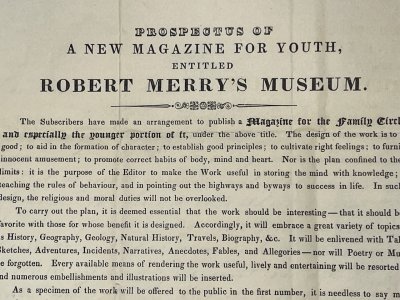 PROSPECTUS OF
A NEW MAGAZINE FOR YOUTH,
ENTITLED
ROBERT MERRY'S MUSEUM.
The Subscribers have made an arrangement to publish a Magazine for the Family Circl
and especially the younger portion of it, under the above title. The design of the work is to
good; to aid in the formation of character; to establish good principles; to cultivate right feelings; to furni
innocent amusement; to promote correct habits of body, mind and heart. Nor is the plan confined to the
limits: it is the purpose of the Editor to make the Work useful in storing the mind with knowledge;
eaching the rules of behaviour, and in pointing out the highways and byways to success in life. In suc
design, the religious and moral duties will not be overlooked.
To carry out the plan, it is deemed essential that the work should be interesting—that it should be
favorite with those for whose benefit it is designed. Accordingly, it will embrace a great variety of topics
s History, Geography, Geology, Natural History, Travels, Biography, &c. It will be enlivened with Tal
Sketches, Adventures, Incidents, Narratives, Anecdotes, Fables, and Allegories—nor will Poetry or Mu
e forgotten. Every available means of rendering the work useful, lively and entertaining will be resorted
nd numerous embellishments and illustrations will be inserted.
As a specimen of the work will be offered to the public in the first number, it is needless to say m